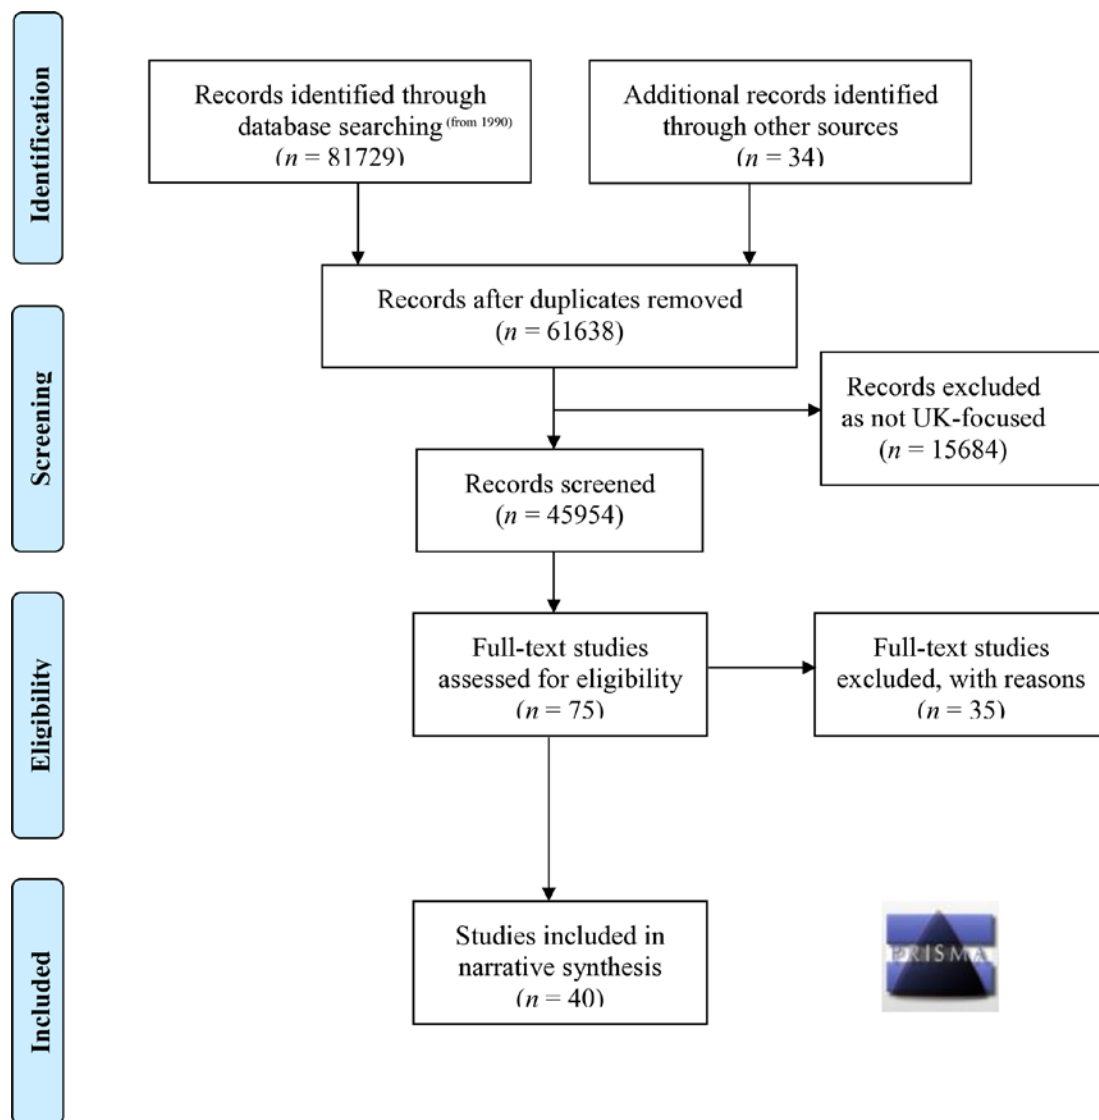 Identification
Records identified through
database searching (from 1990)
(n = 81729)
Additional records identified
through other sources
(n = 34)
Records after duplicates removed
(n = 61638)
Screening
Records excluded
as not UK-focused
(n = 15684)
Records screened
(n = 45954)
Eligibility
Full-text studies
assessed for eligibility
(n = 75)
Full-text studies
excluded, with reasons
(n = 35)
Included
Studies included in
narrative synthesis
(n = 40)
PRISMA